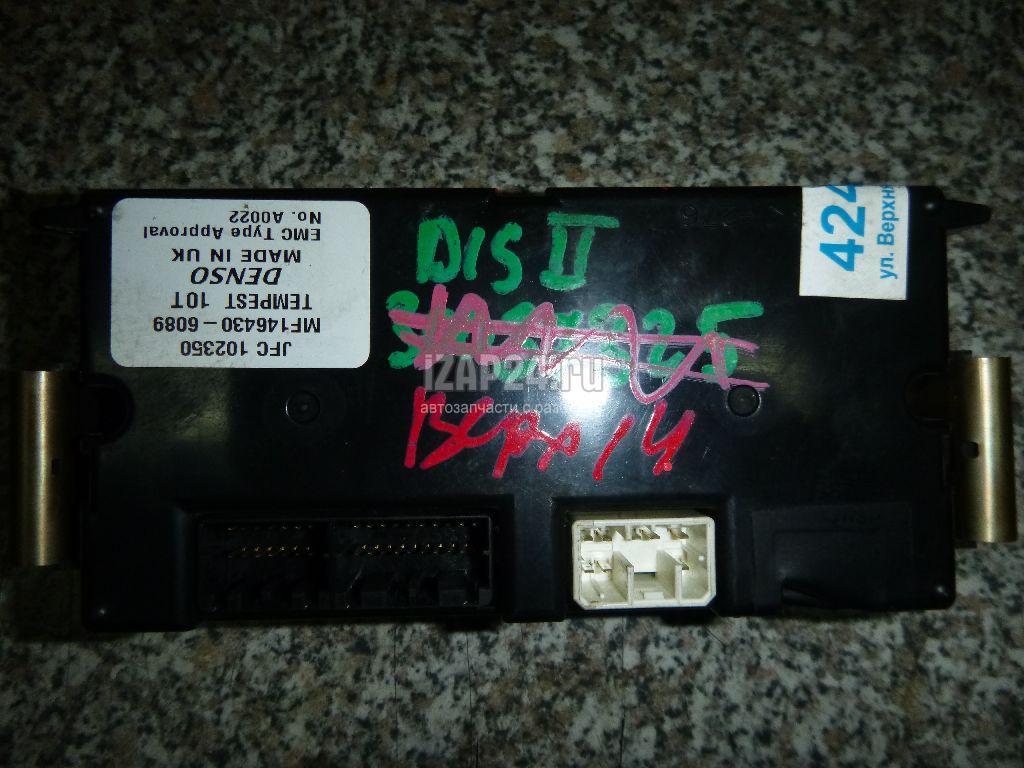 JFC 102350
MF146430-6089
TEMPEST 10T
DENSO
MADE IN UK
EMC Type Approval
No. A0022
DIS II
424
ул. Верхн
iZAP24.ru
автозапчасти с раз